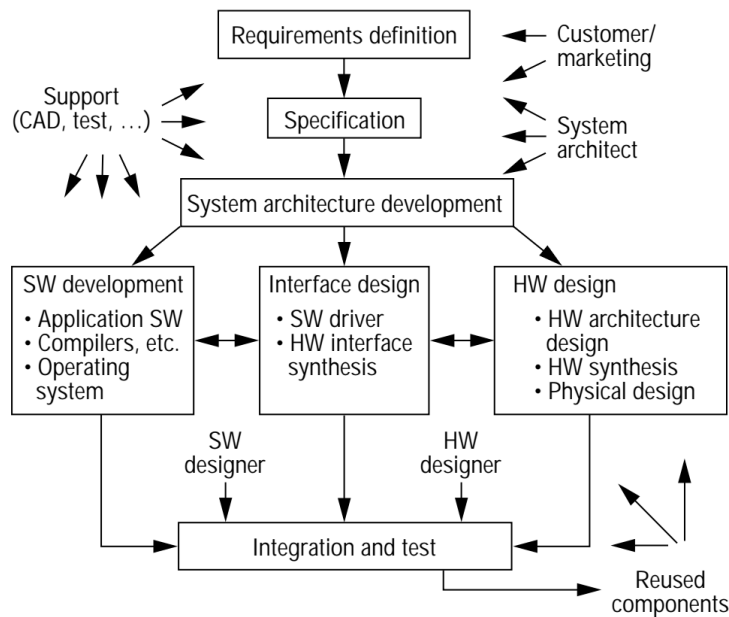 Requirements definition
Customer/
marketing
Support
(CAD, test, …)
Specification
System
architect
System architecture development
SW development
• Application SW
• Compilers, etc.
• Operating
system
Interface design
• SW driver
• HW interface
synthesis
HW design
• HW architecture
design
• HW synthesis
• Physical design
SW
designer
HW
designer
Integration and test
Reused
components